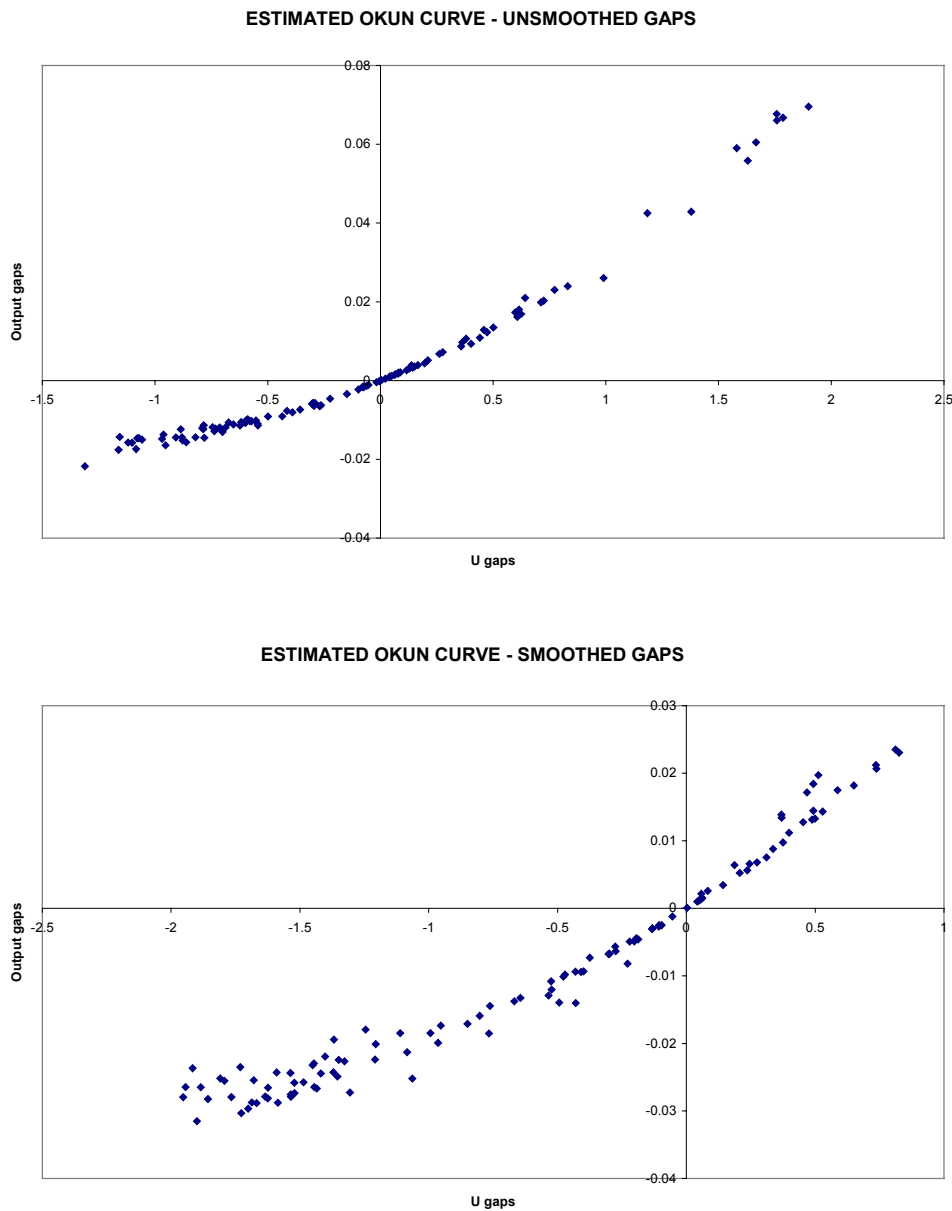 ESTIMATED OKUN CURVE - UNSMOOTHED GAPS
0.08
0.06
0.04
0.02
0
-0.02
-0.04
-1.5 -1 -0.5 0 0.5 1 1.5 2 2.5
Output gaps
U gaps
ESTIMATED OKUN CURVE - SMOOTHED GAPS
0.03
0.02
0.01
0
-0.01
-0.02
-0.03
-0.04
-2.5 -2 -1.5 -1 -0.5 0 0.5 1
Output gaps
U gaps